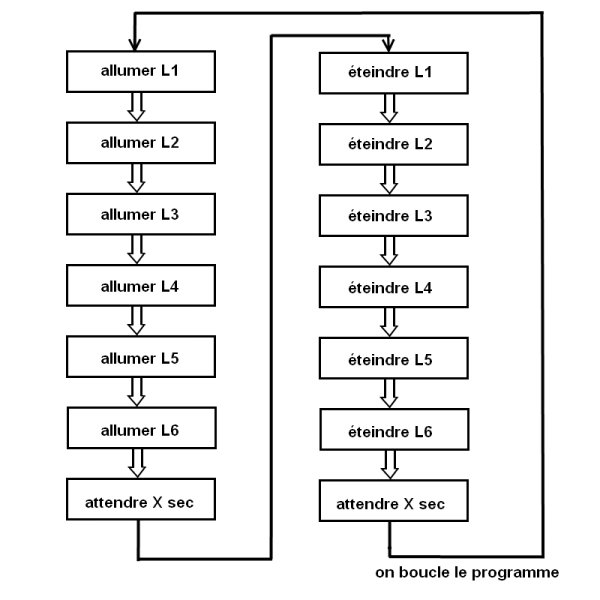 allumer L1
allumer L2
allumer L3
allumer L4
allumer L5
allumer L6
attendre X sec
éteindre L1
éteindre L2
éteindre L3
éteindre L4
éteindre L5
éteindre L6
attendre X sec
on boucle le programme